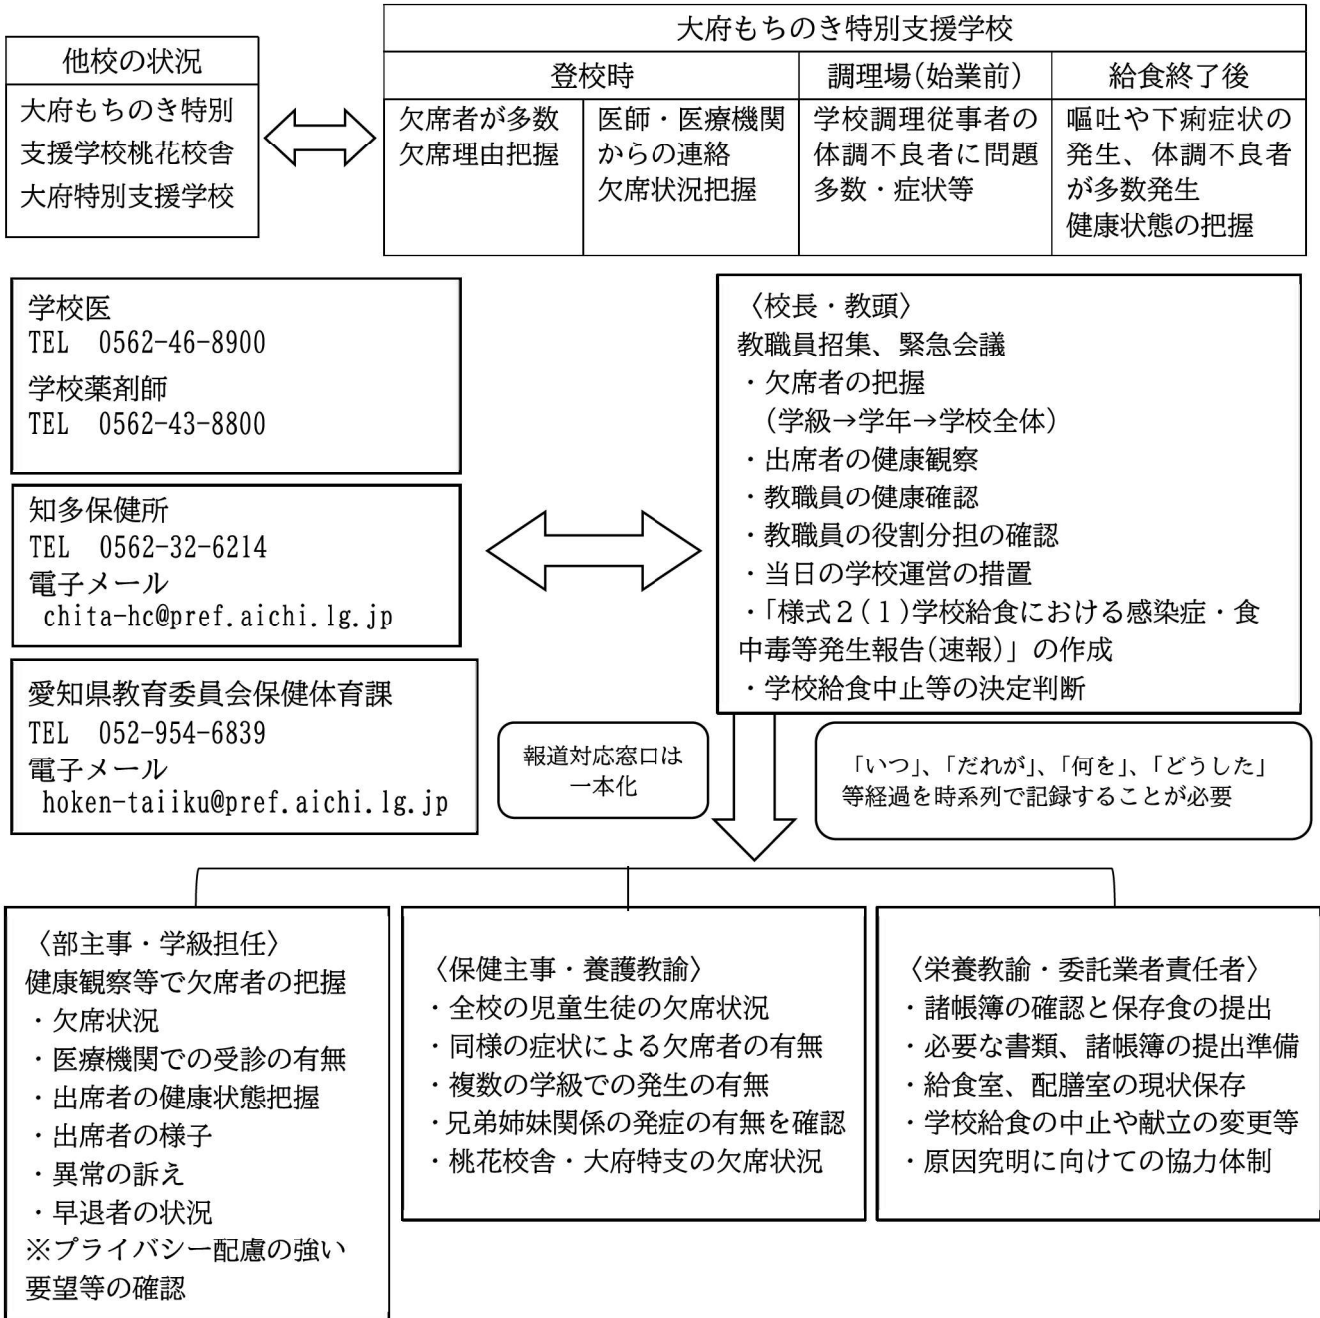 他校の状況
大府もちのき特別
支援学校桃花校舎
大府特別支援学校
大府もちのき特別支援学校
登校時
調理場(始業前)
給食終了後
欠席者が多数
欠席理由把握
医師・医療機関
からの連絡
欠席状況把握
学校調理従事者の
体調不良者に問題
多数・症状等
嘔吐や下痢症状の
発生、体調不良者
が多数発生
健康状態の把握
学校医
TEL 0562-46-8900
学校薬剤師
TEL 0562-43-8800
知多保健所
TEL 0562-32-6214
電子メール
chita-hc@pref.aichi.lg.jp
愛知県教育委員会保健体育課
TEL 052-954-6839
電子メール
hoken-taiiku@pref.aichi.lg.jp
〈校長・教頭〉
教職員招集、緊急会議
・欠席者の把握
(学級→学年→学校全体)
・出席者の健康観察
・教職員の健康確認
・教職員の役割分担の確認
・当日の学校運営の措置
・「様式2(1)学校給食における感染症・食
中毒等発生報告(速報)」の作成
・学校給食中止等の決定判断
報道対応窓口は
一本化
「いつ」、「だれが」、「何を」、「どうした」
等経過を時系列で記録することが必要
〈部主事・学級担任〉
健康観察等で欠席者の把握
・欠席状況
・医療機関での受診の有無
・出席者の健康状態把握
・出席者の様子
・異常の訴え
・早退者の状況
※プライバシー配慮の強い
要望等の確認
〈保健主事・養護教諭〉
・全校の児童生徒の欠席状況
・同様の症状による欠席者の有無
・複数の学級での発生の有無
・兄弟姉妹関係の発症の有無を確認
・桃花校舎・大府特支の欠席状況
〈栄養教諭・委託業者責任者〉
・諸帳簿の確認と保存食の提出
・必要な書類、諸帳簿の提出準備
・給食室、配膳室の現状保存
・学校給食の中止や献立の変更等
・原因究明に向けての協力体制